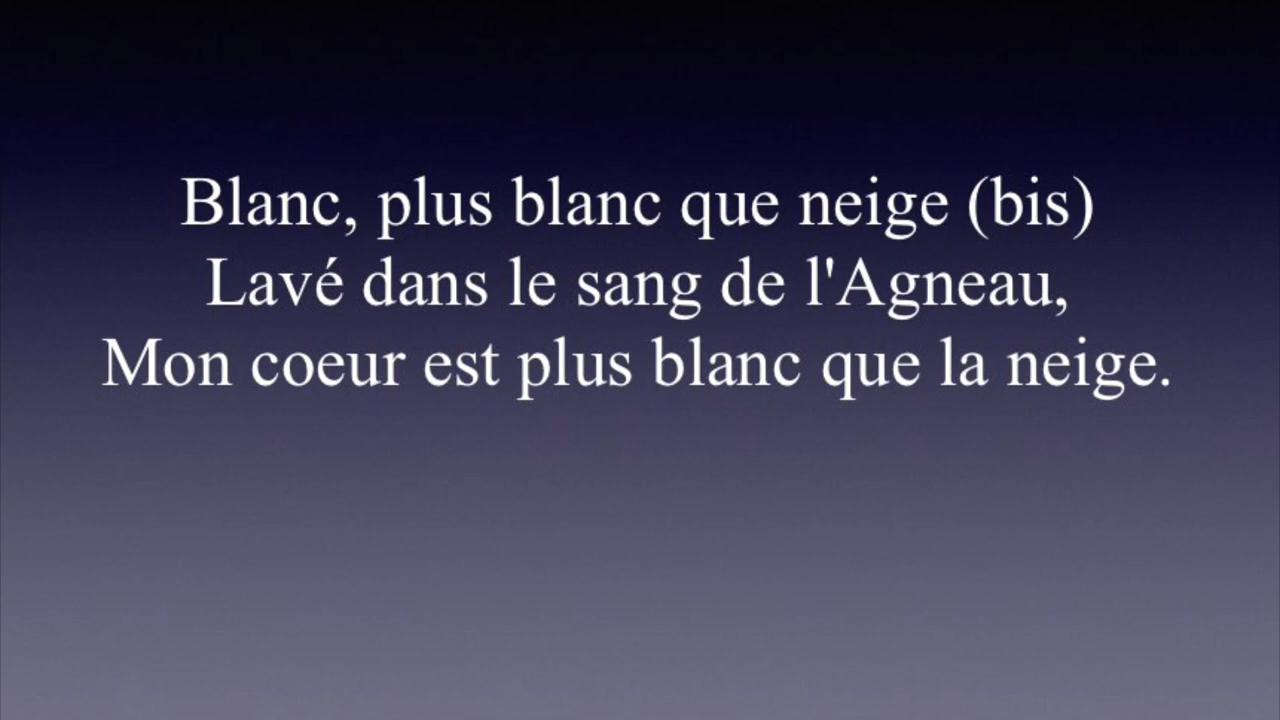 Blanc, plus blanc que neige (bis)
Lavé dans le sang de l'Agneau,
Mon coeur est plus blanc que la neige.